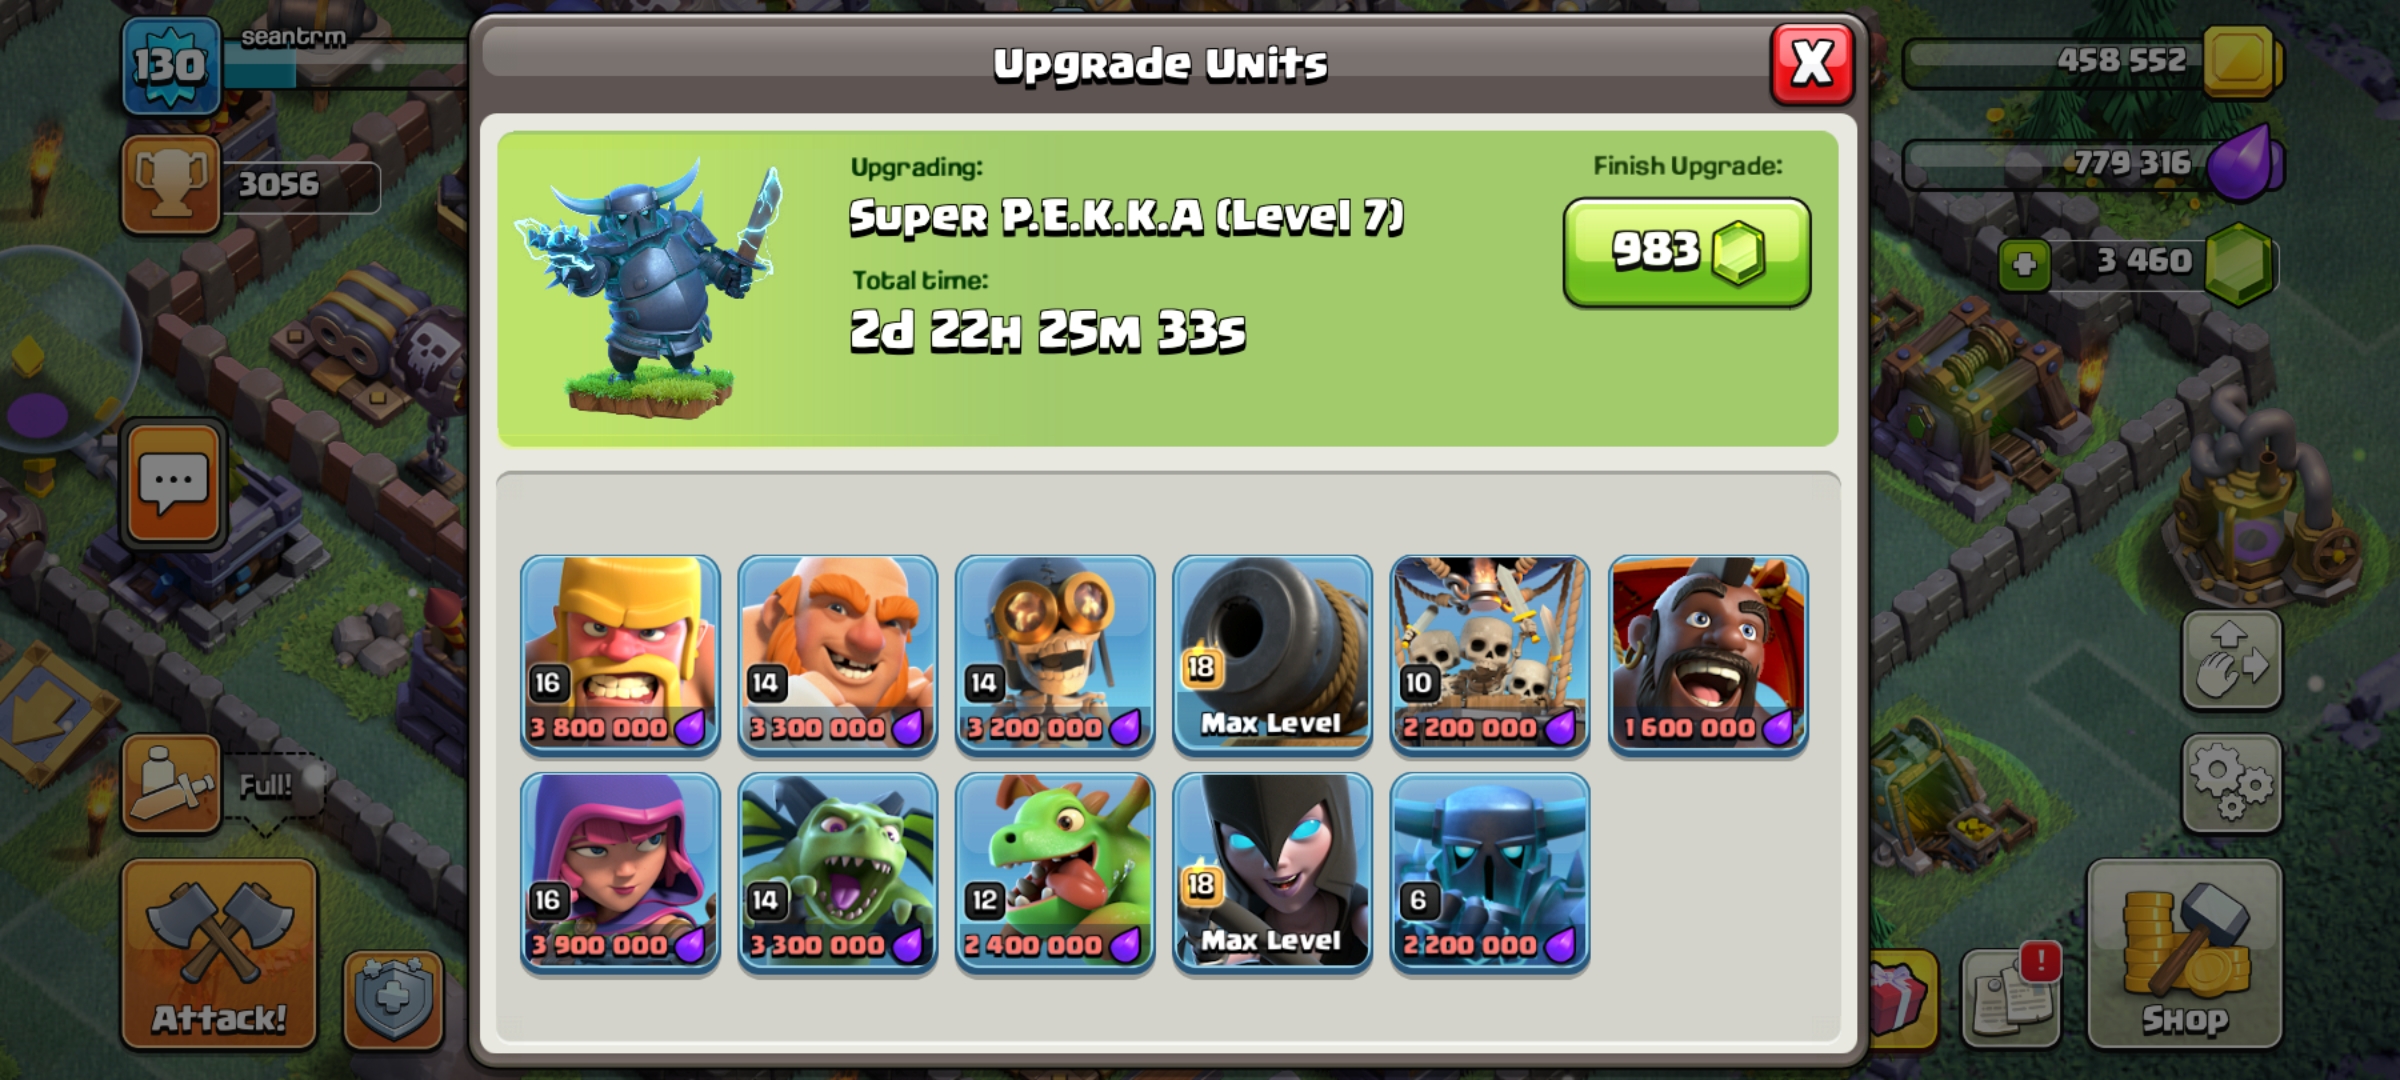 130
seantrm
Upgrade Units
X
458 552
3056
779 316
3 460
Upgrading:
Super P.E.K.K.A (Level 7)
Total time:
2d 22H 25M 33s
Finish Upgrade:
983
16
3 800 000
14
3 300 000
14
3 200 000
18
Max Level
10
2 200 000
1 600 000
16
3 900 000
14
3 300 000
12
2 400 000
18
Max Level
6
2 200 000
Full!
Attack!
!
Shop